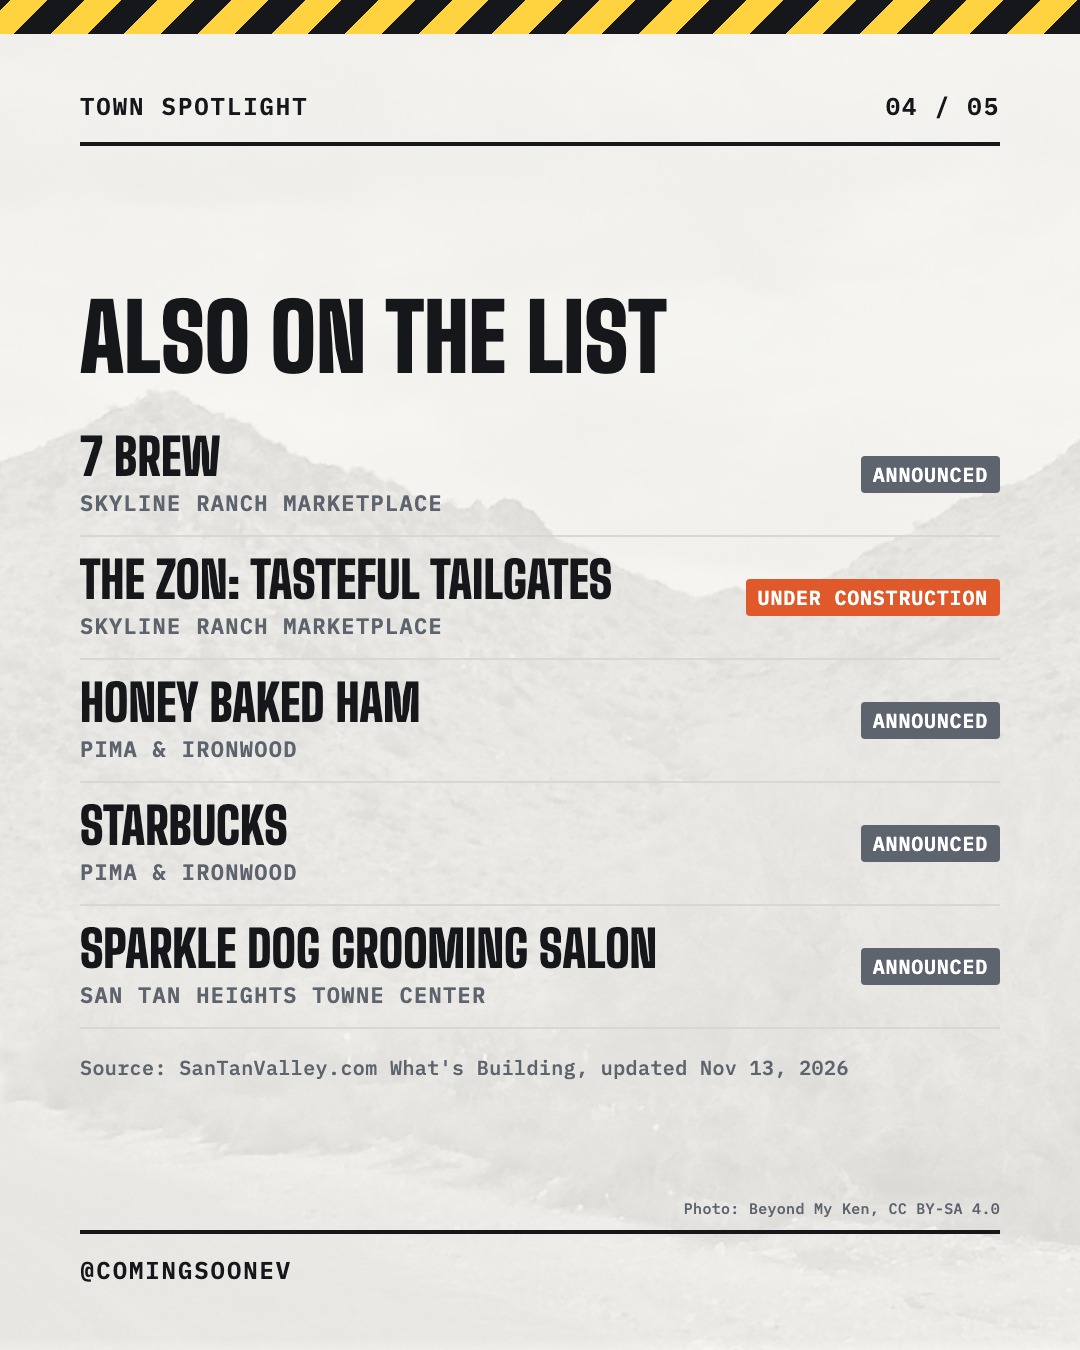 TOWN SPOTLIGHT
04 / 05
ALSO ON THE LIST
7 BREW
SKYLINE RANCH MARKETPLACE
ANNOUNCED
THE ZON: TASTEFUL TAILGATES
SKYLINE RANCH MARKETPLACE
UNDER CONSTRUCTION
HONEY BAKED HAM
PIMA & IRONWOOD
ANNOUNCED
STARBUCKS
PIMA & IRONWOOD
ANNOUNCED
SPARKLE DOG GROOMING SALON
SAN TAN HEIGHTS TOWNE CENTER
ANNOUNCED
Source: SanTanValley.com What's Building, updated Nov 13, 2026
Photo: Beyond My Ken, CC BY-SA 4.0
@COMINGSOONEV